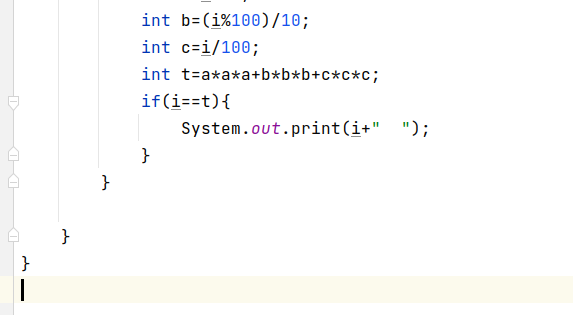 int b=(i%100)/10;
int c=i/100;
int t=a*a*a+b*b*b+c*c*c;
if(i==t){
System.out.print(i+"  ");
}
}
}
}